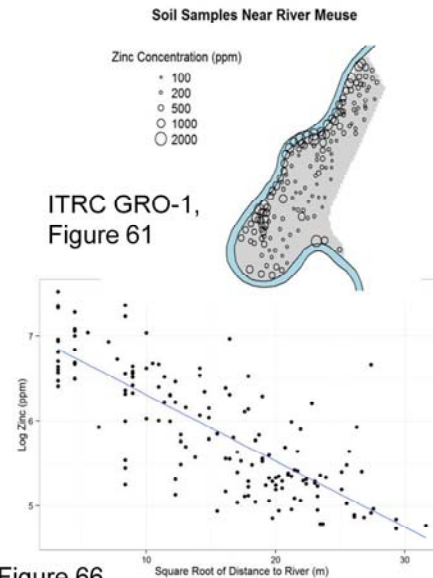 Soil Samples Near River Meuse
Zinc Concentration (ppm)
100
200
500
1000
2000
ITRC GRO-1,
Figure 61
7
6
5
Log Zinc (ppm)
10
20
30
Square Root of Distance to River (m)
Figure 66